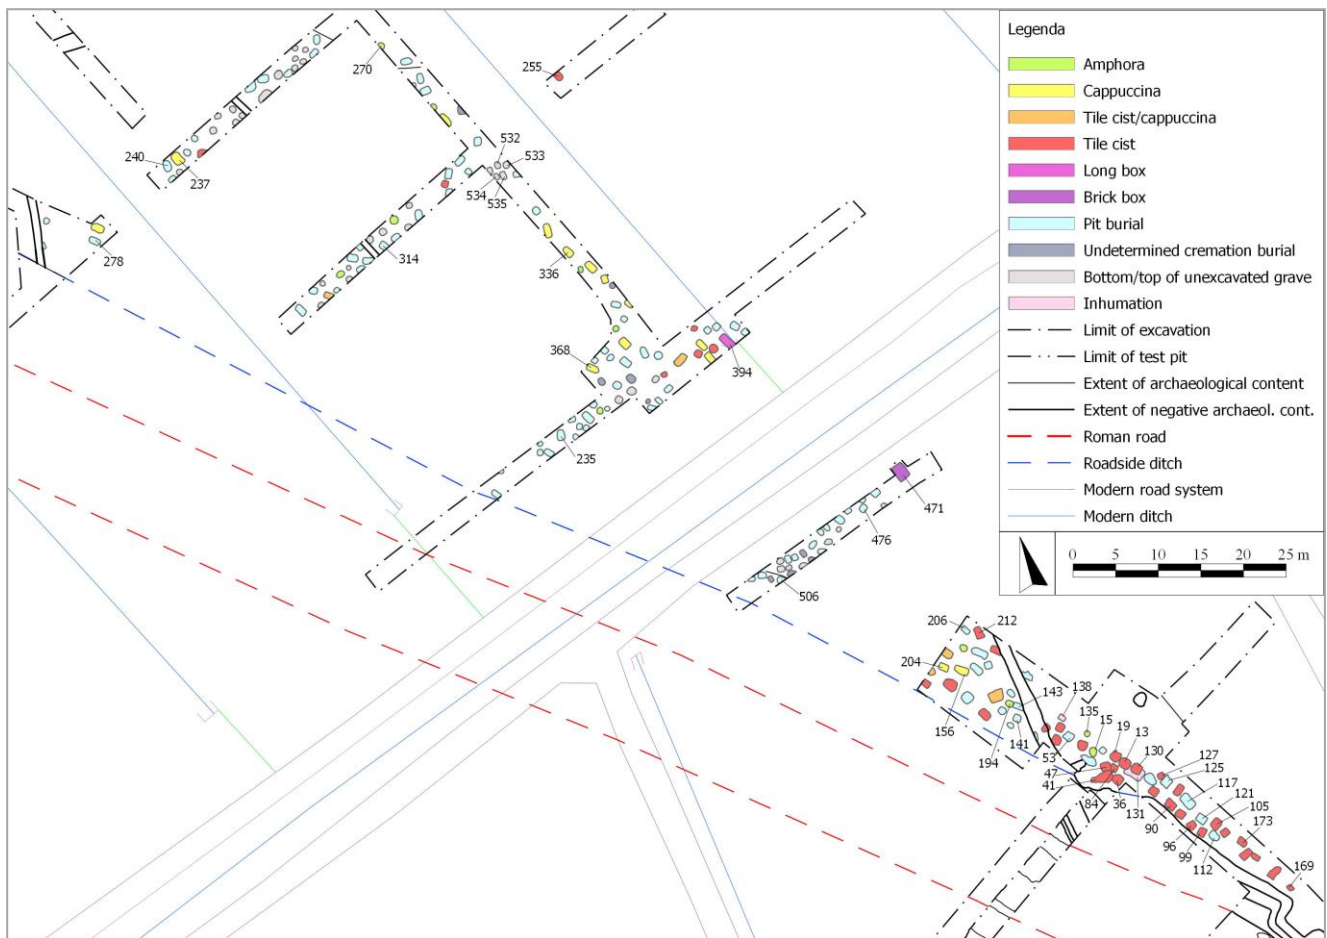 Legenda
Amphora
Cappuccina
Tile cist/cappuccina
Tile cist
Long box
Brick box
Pit burial
Undetermined cremation burial
Bottom/top of unexcavated grave
Inhumation
Limit of excavation
Limit of test pit
Extent of archaeological content
Extent of negative archaeol. cont.
Roman road
Roadside ditch
Modern road system
Modern ditch
0 5 10 15 20 25 m
270
255
240
237
532
533
534
535
278
314
336
368
394
235
471
476
506
206
212
204
156
194
141
143
138
135
15
19
13
130
127
125
117
121
105
173
169
53
47
41
84
36
131
90
96
99
112